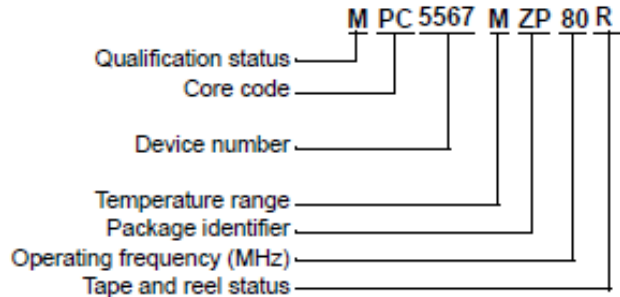 M PC 5567 M ZP 80 R
Qualification status
Core code
Device number
Temperature range
Package identifier
Operating frequency (MHz)
Tape and reel status